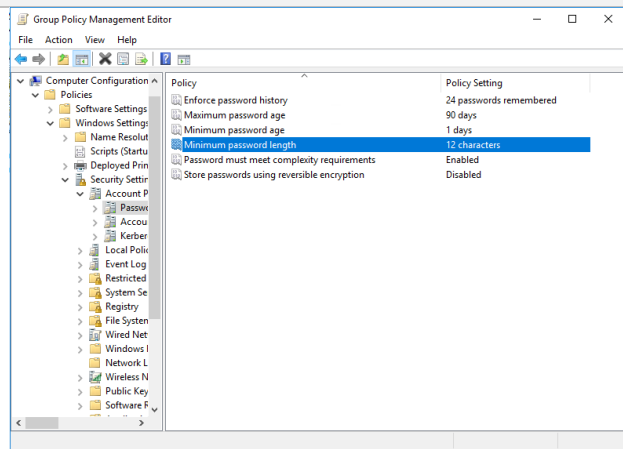 Group Policy Management Editor
File Action View Help
Computer Configuration
Policies
Software Settings
Windows Settings
Name Resolut
Scripts (Startu
Deployed Prin
Security Settin
Account P
Passwo
Accou
Kerber
Local Polic
Event Log
Restricted
System Se
Registry
File System
Wired Net
Windows
Network L
Wireless N
Public Key
Software R
Policy Policy Setting
Enforce password history 24 passwords remembered
Maximum password age 90 days
Minimum password age 1 days
Minimum password length 12 characters
Password must meet complexity requirements Enabled
Store passwords using reversible encryption Disabled